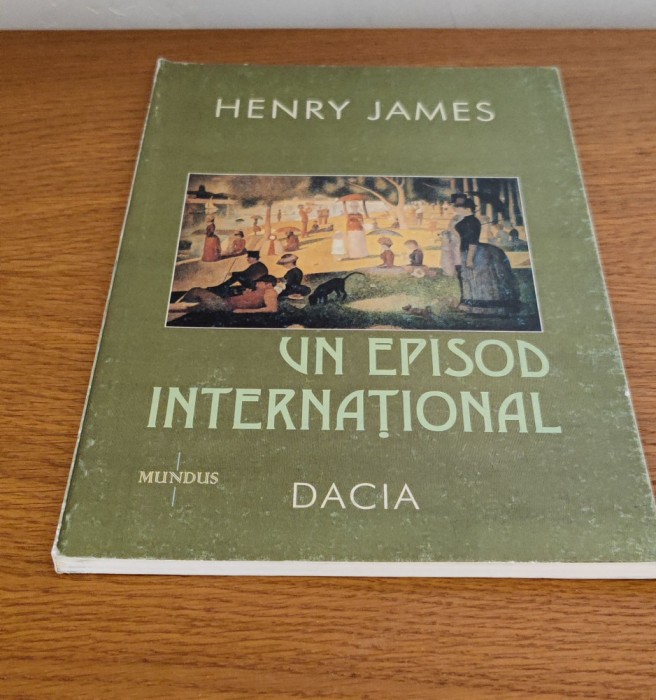 HENRY JAMES
UN EPISOD
INTERNAȚIONAL
MUNDUS
DACIA